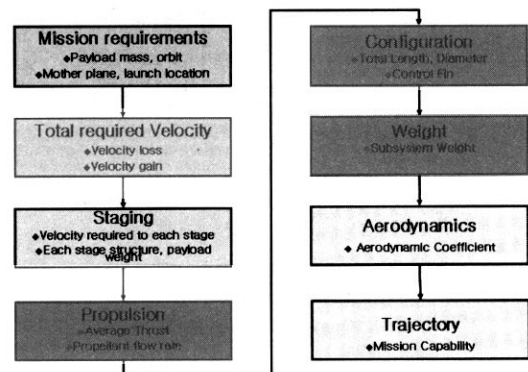 Mission requirements
◆Payload mass, orbit
◆Mother plane, launch location
Total required Velocity
◆Velocity loss
◆Velocity gain
Staging
◆Velocity required to each stage
◆Each stage structure, payload
weight
Propulsion
◆Average Thrust
◆Propellant flow rate
Configuration
◆Total Length, Diameter
◆Control Fin
Weight
◆Subsystem Weight
Aerodynamics
◆ Aerodynamic Coefficient
Trajectory
◆Mission Capability